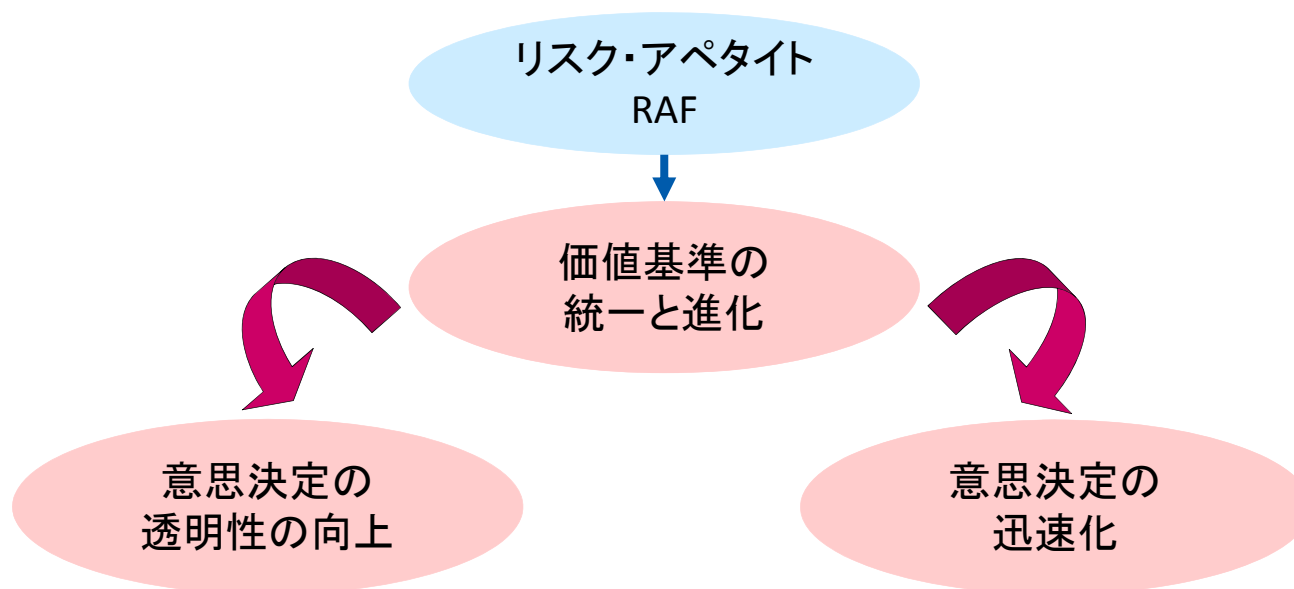 リスク・アペタイト
RAF
価値基準の
統一と進化
意思決定の
透明性の向上
意思決定の
迅速化